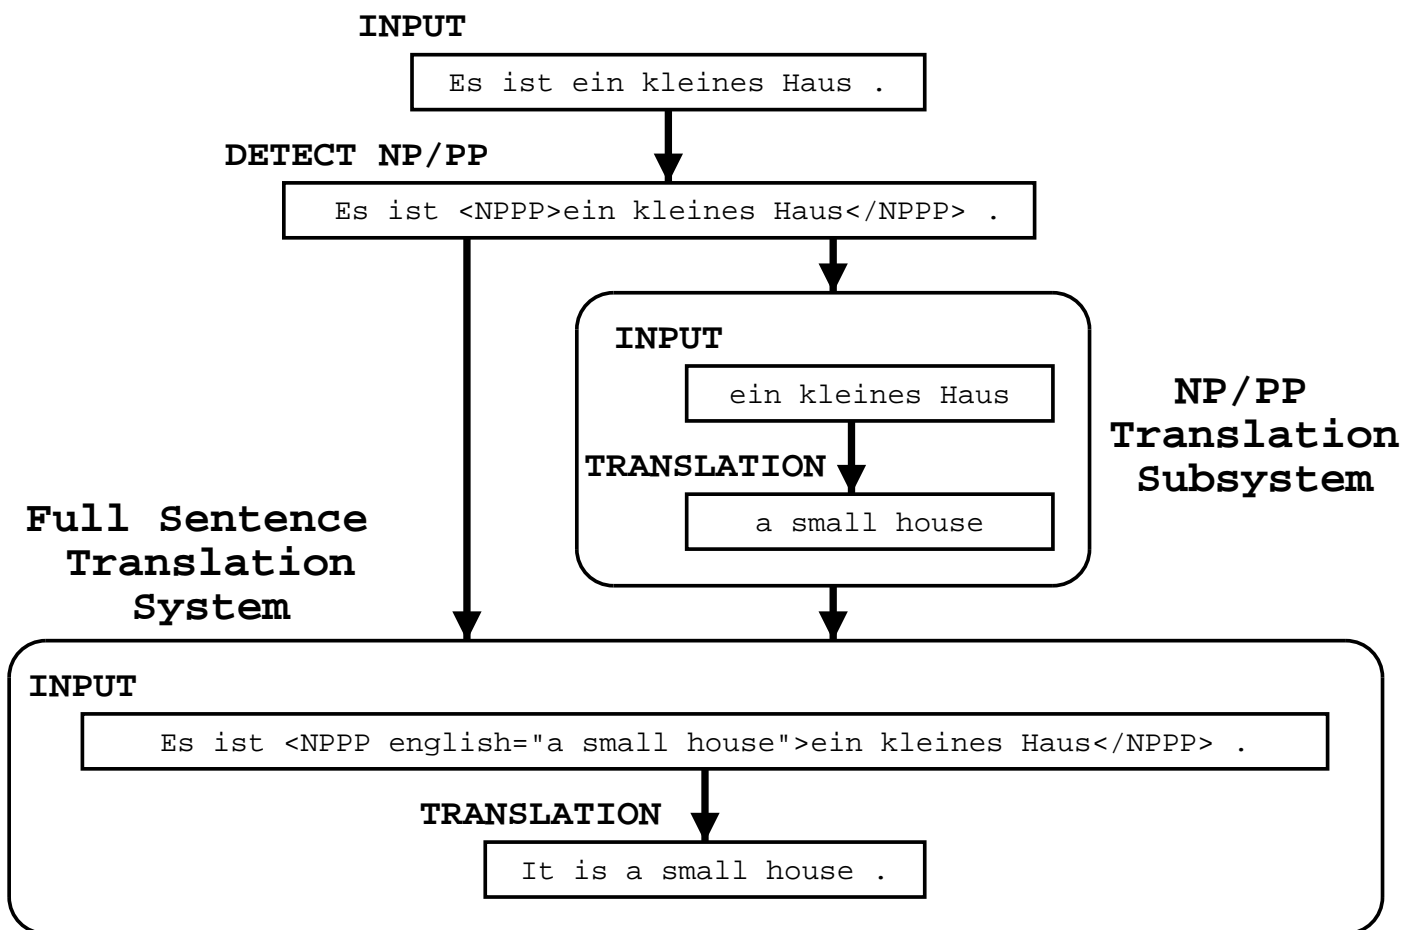 INPUT
Es ist ein kleines Haus .
DETECT NP/PP
Es ist <NPPP>ein kleines Haus</NPPP> .
INPUT
ein kleines Haus
TRANSLATION
a small house
NP/PP
Translation
Subsystem
Full Sentence
Translation
System
INPUT
Es ist <NPPP english="a small house">ein kleines Haus</NPPP> .
TRANSLATION
It is a small house .